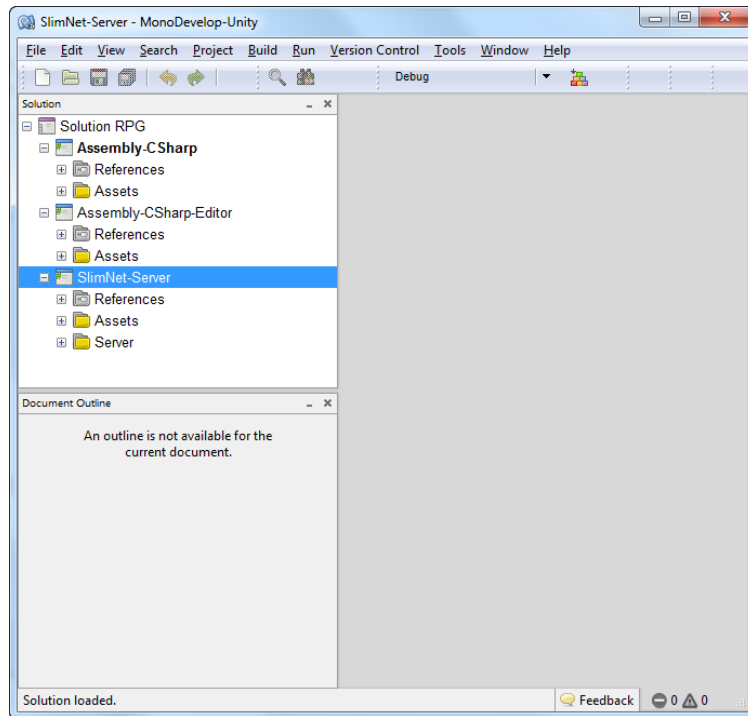 SlimNet-Server - MonoDevelop-Unity
File Edit View Search Project Build Run Version Control Tools Window Help
Debug
Solution
Solution RPG
Assembly-CSharp
References
Assets
Assembly-CSharp-Editor
References
Assets
SlimNet-Server
References
Assets
Server
Document Outline
An outline is not available for the
current document.
Solution loaded.
Feedback 0 0